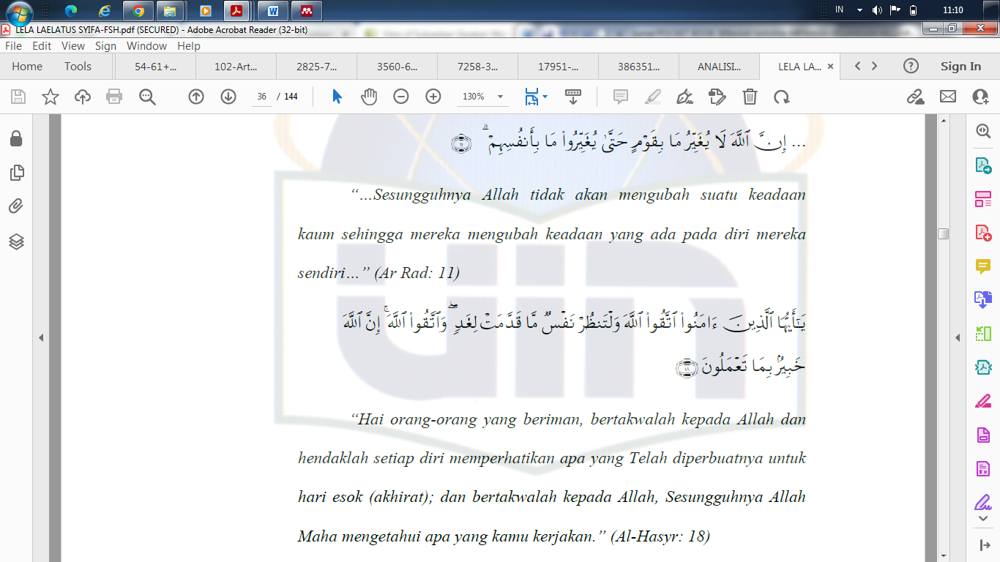 IN 11:10
LELA LAELATUS SYIFA-FSH.pdf (SECURED) - Adobe Acrobat Reader (32-bit)
File Edit View Sign Window Help
Home Tools 54-61+... 102-Art... 2825-7... 3560-6... 7258-3... 17951-... 386351... ANALISI... LELA LA... × Sign In
36 / 144 130%
... إِنَّ ٱللَّهَ لَا يُغَيِّرُ مَا بِقَوْمٍ حَتَّىٰ يُغَيِّرُوا۟ مَا بِأَنفُسِهِمْ ۗ ١١
“…Sesungguhnya Allah tidak akan mengubah suatu keadaan
kaum sehingga mereka mengubah keadaan yang ada pada diri mereka
sendiri…” (Ar Rad: 11)
يَـٰٓأَيُّهَا ٱلَّذِينَ ءَامَنُوا۟ ٱتَّقُوا۟ ٱللَّهَ وَلْتَنظُرْ نَفْسٌ مَّا قَدَّمَتْ لِغَدٍ ۖ وَٱتَّقُوا۟ ٱللَّهَ ۚ إِنَّ ٱللَّهَ
خَبِيرٌۢ بِمَا تَعْمَلُونَ ١٨
“Hai orang-orang yang beriman, bertakwalah kepada Allah dan
hendaklah setiap diri memperhatikan apa yang Telah diperbuatnya untuk
hari esok (akhirat); dan bertakwalah kepada Allah, Sesungguhnya Allah
Maha mengetahui apa yang kamu kerjakan.” (Al-Hasyr: 18)